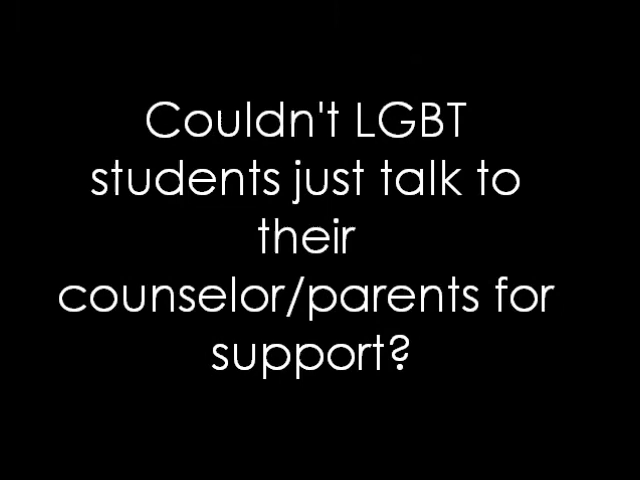 Couldn't LGBT
students just talk to
their
counselor/parents for
support?